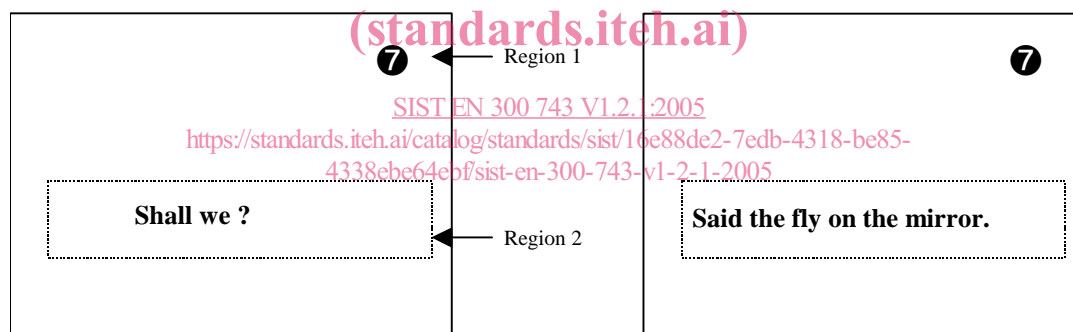 (standards.iteh.ai)
❼ Region 1 ❼
SIST EN 300 743 V1.2.1:2005
https://standards.iteh.ai/catalog/standards/sist/16e88de2-7edb-4318-be85-
4338ebe64ebf/sist-en-300-743-v1-2-1-2005
Shall we ?
Said the fly on the mirror.
Region 2